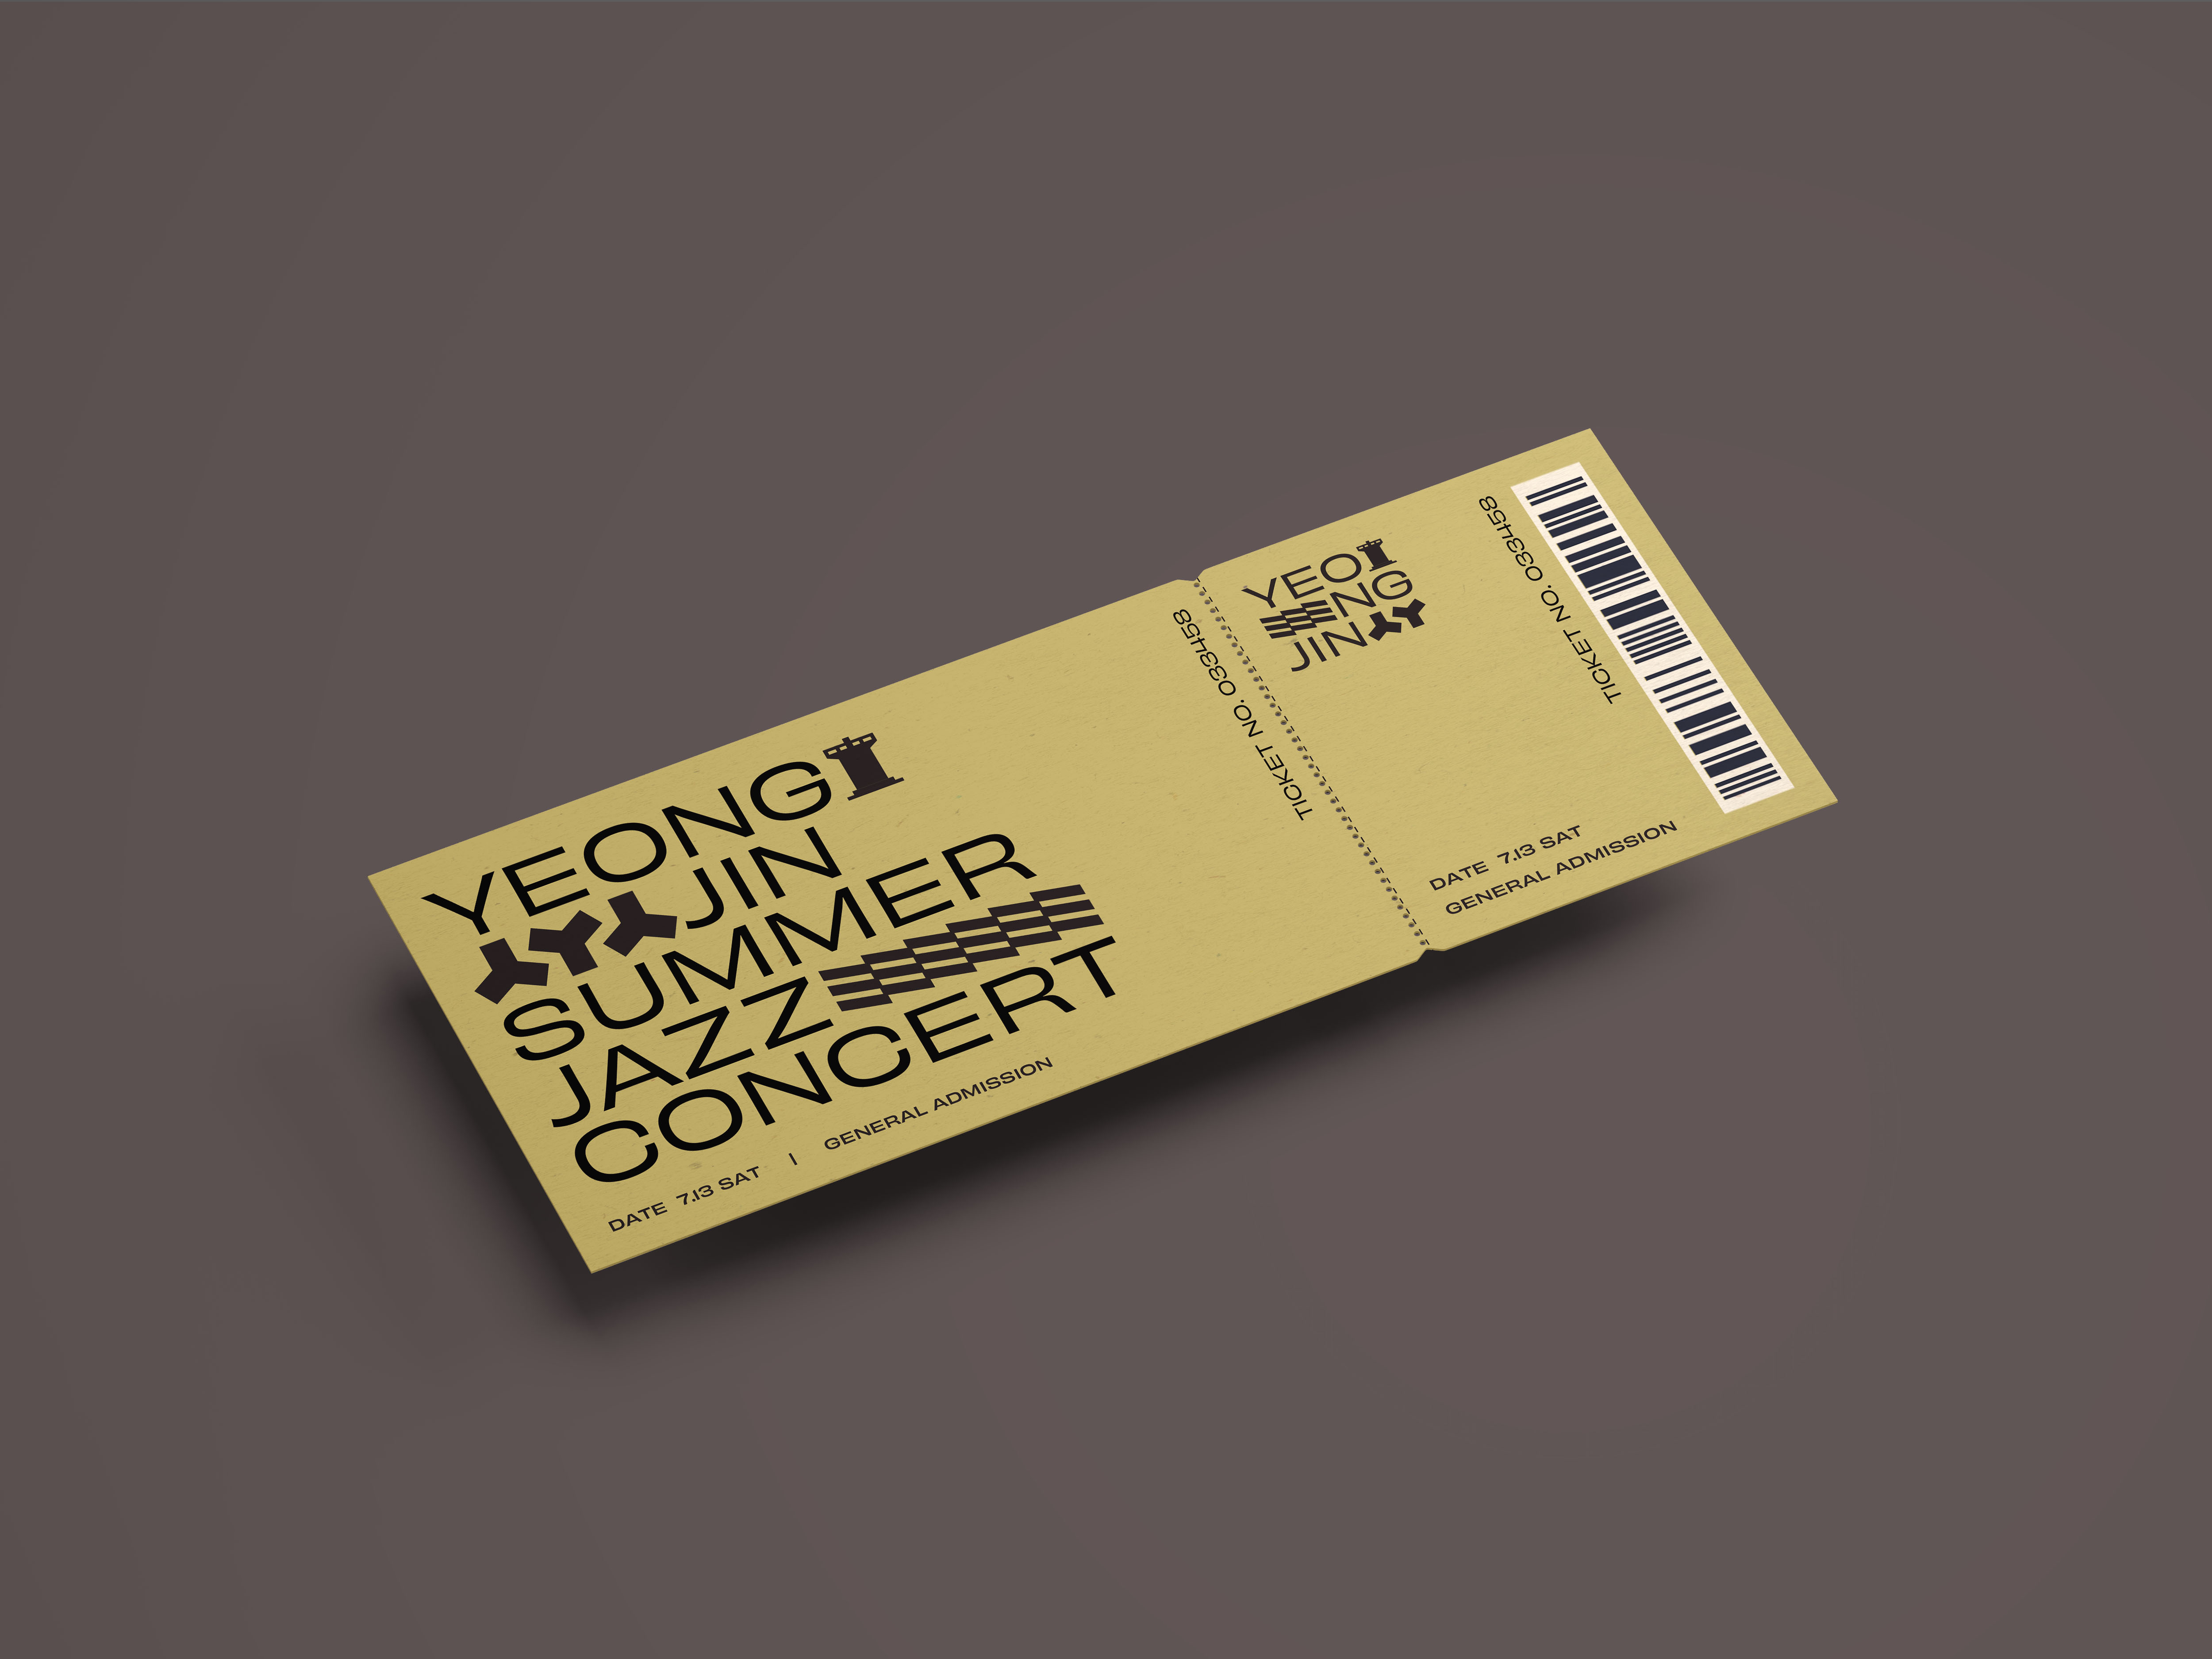 YEONG
JIN
SUMMER
JAZZ
CONCERT
DATE 7.13 SAT | GENERAL ADMISSION
TICKET NO. 033458
YEO
NG
JIN
TICKET NO. 033458
DATE 7.13 SAT
GENERAL ADMISSION